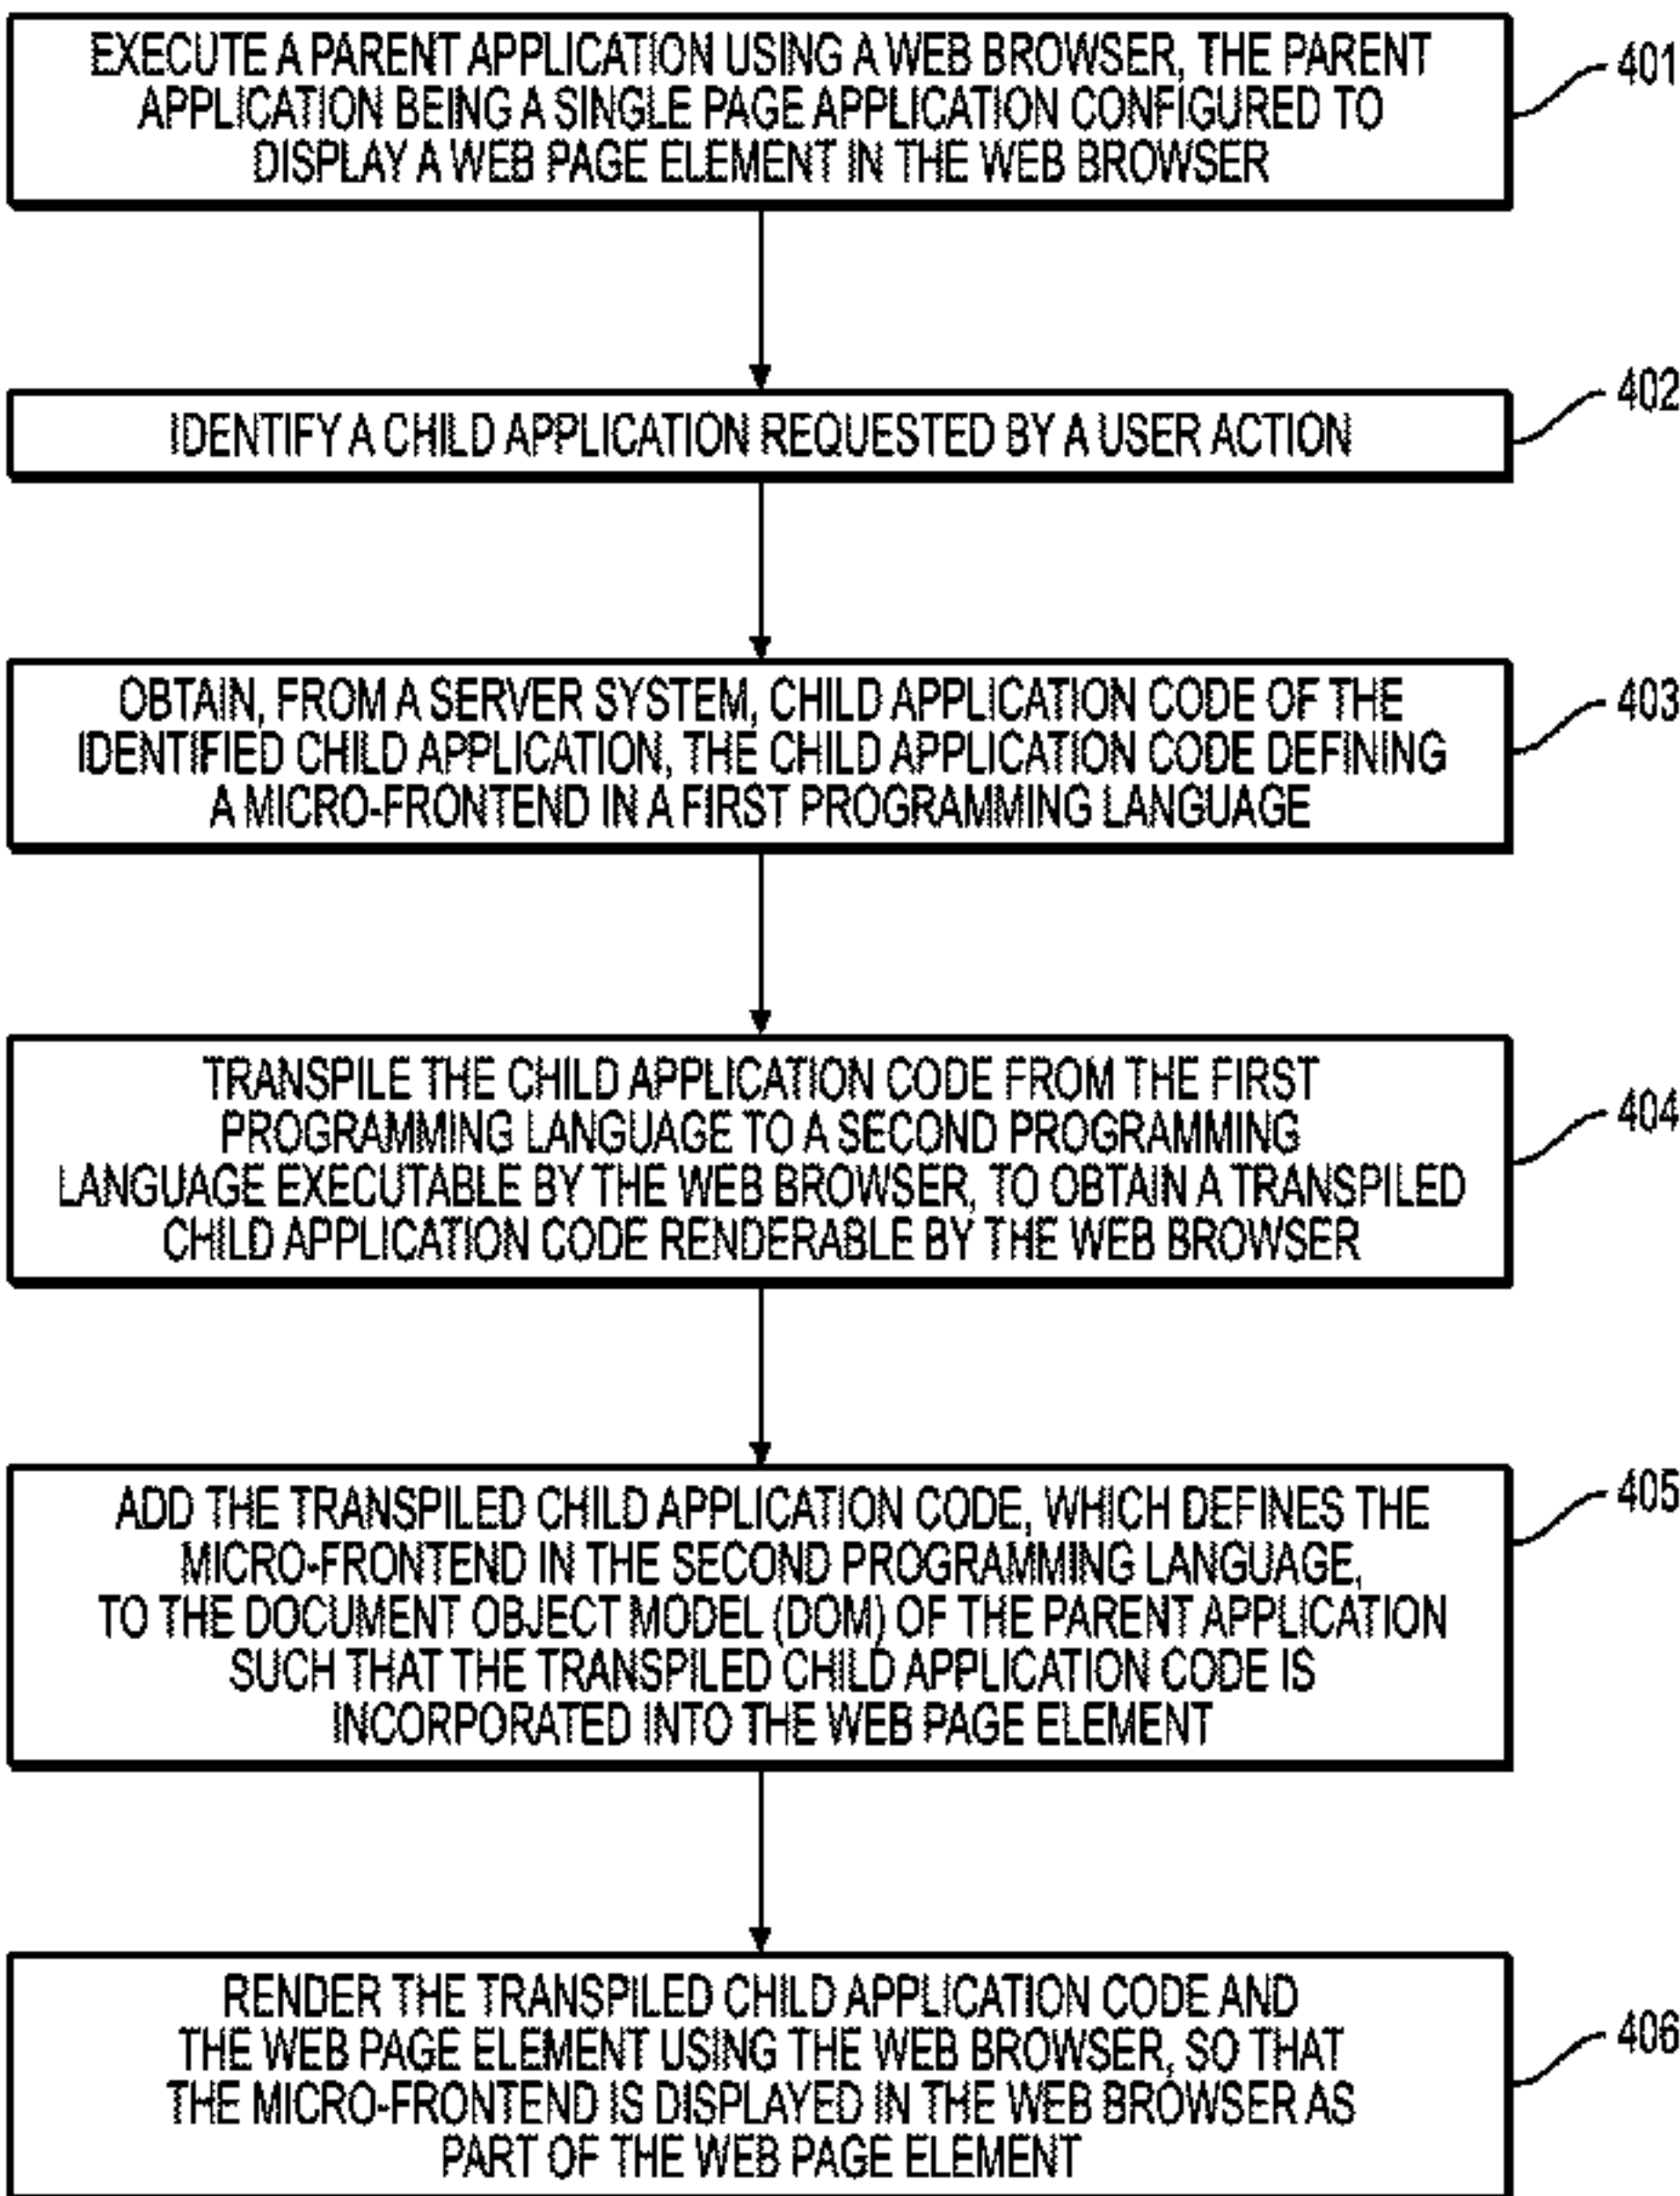 EXECUTE A PARENT APPLICATION USING A WEB BROWSER, THE PARENT
APPLICATION BEING A SINGLE PAGE APPLICATION CONFIGURED TO
DISPLAY A WEB PAGE ELEMENT IN THE WEB BROWSER
401
IDENTIFY A CHILD APPLICATION REQUESTED BY A USER ACTION
402
OBTAIN, FROM A SERVER SYSTEM, CHILD APPLICATION CODE OF THE
IDENTIFIED CHILD APPLICATION, THE CHILD APPLICATION CODE DEFINING
A MICRO-FRONTEND IN A FIRST PROGRAMMING LANGUAGE
403
TRANSPILE THE CHILD APPLICATION CODE FROM THE FIRST
PROGRAMMING LANGUAGE TO A SECOND PROGRAMMING
LANGUAGE EXECUTABLE BY THE WEB BROWSER, TO OBTAIN A TRANSPILED
CHILD APPLICATION CODE RENDERABLE BY THE WEB BROWSER
404
ADD THE TRANSPILED CHILD APPLICATION CODE, WHICH DEFINES THE
MICRO-FRONTEND IN THE SECOND PROGRAMMING LANGUAGE,
TO THE DOCUMENT OBJECT MODEL (DOM) OF THE PARENT APPLICATION
SUCH THAT THE TRANSPILED CHILD APPLICATION CODE IS
INCORPORATED INTO THE WEB PAGE ELEMENT
405
RENDER THE TRANSPILED CHILD APPLICATION CODE AND
THE WEB PAGE ELEMENT USING THE WEB BROWSER, SO THAT
THE MICRO-FRONTEND IS DISPLAYED IN THE WEB BROWSER AS
PART OF THE WEB PAGE ELEMENT
406